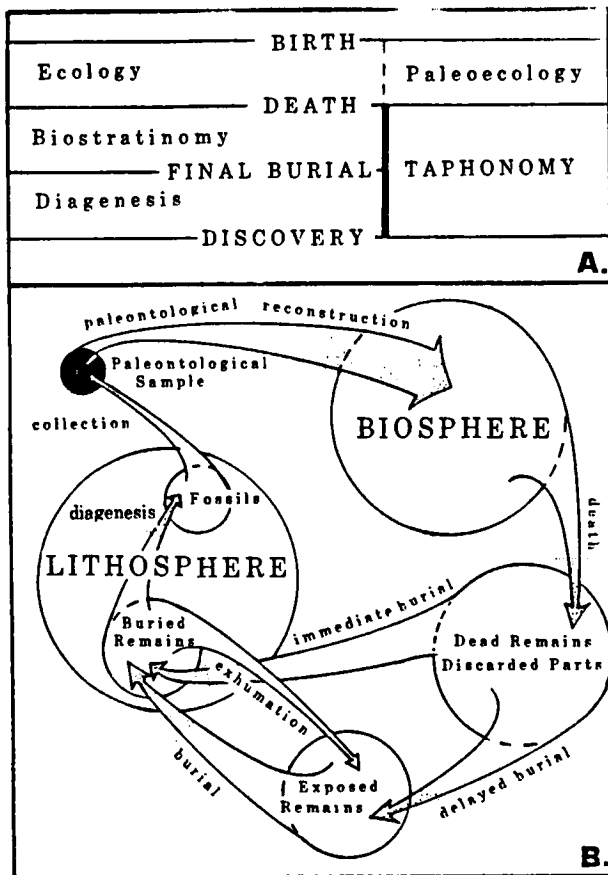 BIRTH
Ecology
Paleoecology
DEATH
Biostratinomy
FINAL BURIAL
TAPHONOMY
Diagenesis
DISCOVERY
A.
paleontological reconstruction
Paleontological
Sample
collection
BIOSPHERE
Fossils
diagenesis
death
LITHOSPHERE
immediate burial
Buried
Remains
Dead Remains
Discarded Parts
exhumation
burial
Exposed
Remains
delayed burial
B.